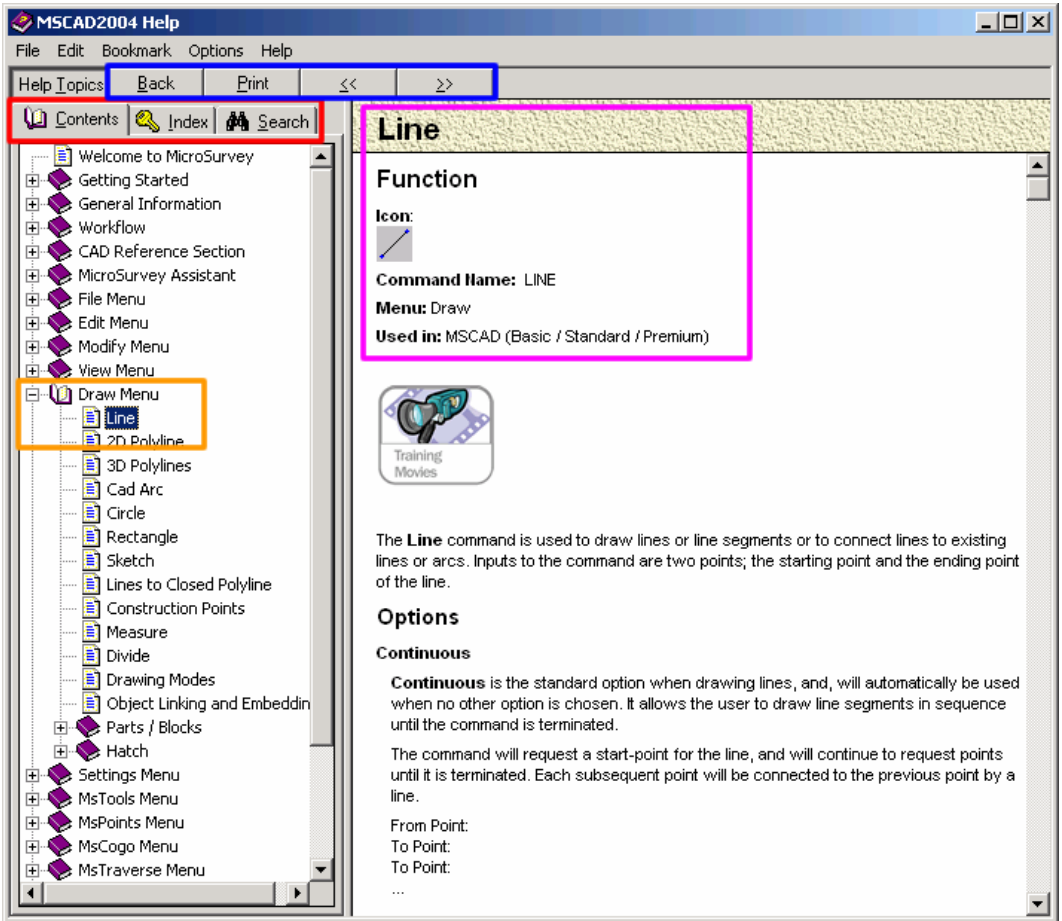 MSCAD2004 Help
File Edit Bookmark Options Help
Help Topics Back Print << >>
Contents Index Search
Welcome to MicroSurvey
Getting Started
General Information
Workflow
CAD Reference Section
MicroSurvey Assistant
File Menu
Edit Menu
Modify Menu
View Menu
Draw Menu
Line
2D Polyline
3D Polylines
Cad Arc
Circle
Rectangle
Sketch
Lines to Closed Polyline
Construction Points
Measure
Divide
Drawing Modes
Object Linking and Embeddin
Parts / Blocks
Hatch
Settings Menu
MsTools Menu
MsPoints Menu
MsCogo Menu
MsTraverse Menu
Line
Function
Icon:
Command Name: LINE
Menu: Draw
Used in: MSCAD (Basic / Standard / Premium)
Training
Movies
The Line command is used to draw lines or line segments or to connect lines to existing
lines or arcs. Inputs to the command are two points; the starting point and the ending point
of the line.
Options
Continuous
Continuous is the standard option when drawing lines, and, will automatically be used
when no other option is chosen. It allows the user to draw line segments in sequence
until the command is terminated.
The command will request a start-point for the line, and will continue to request points
until it is terminated. Each subsequent point will be connected to the previous point by a
line.
From Point:
To Point:
To Point:
...